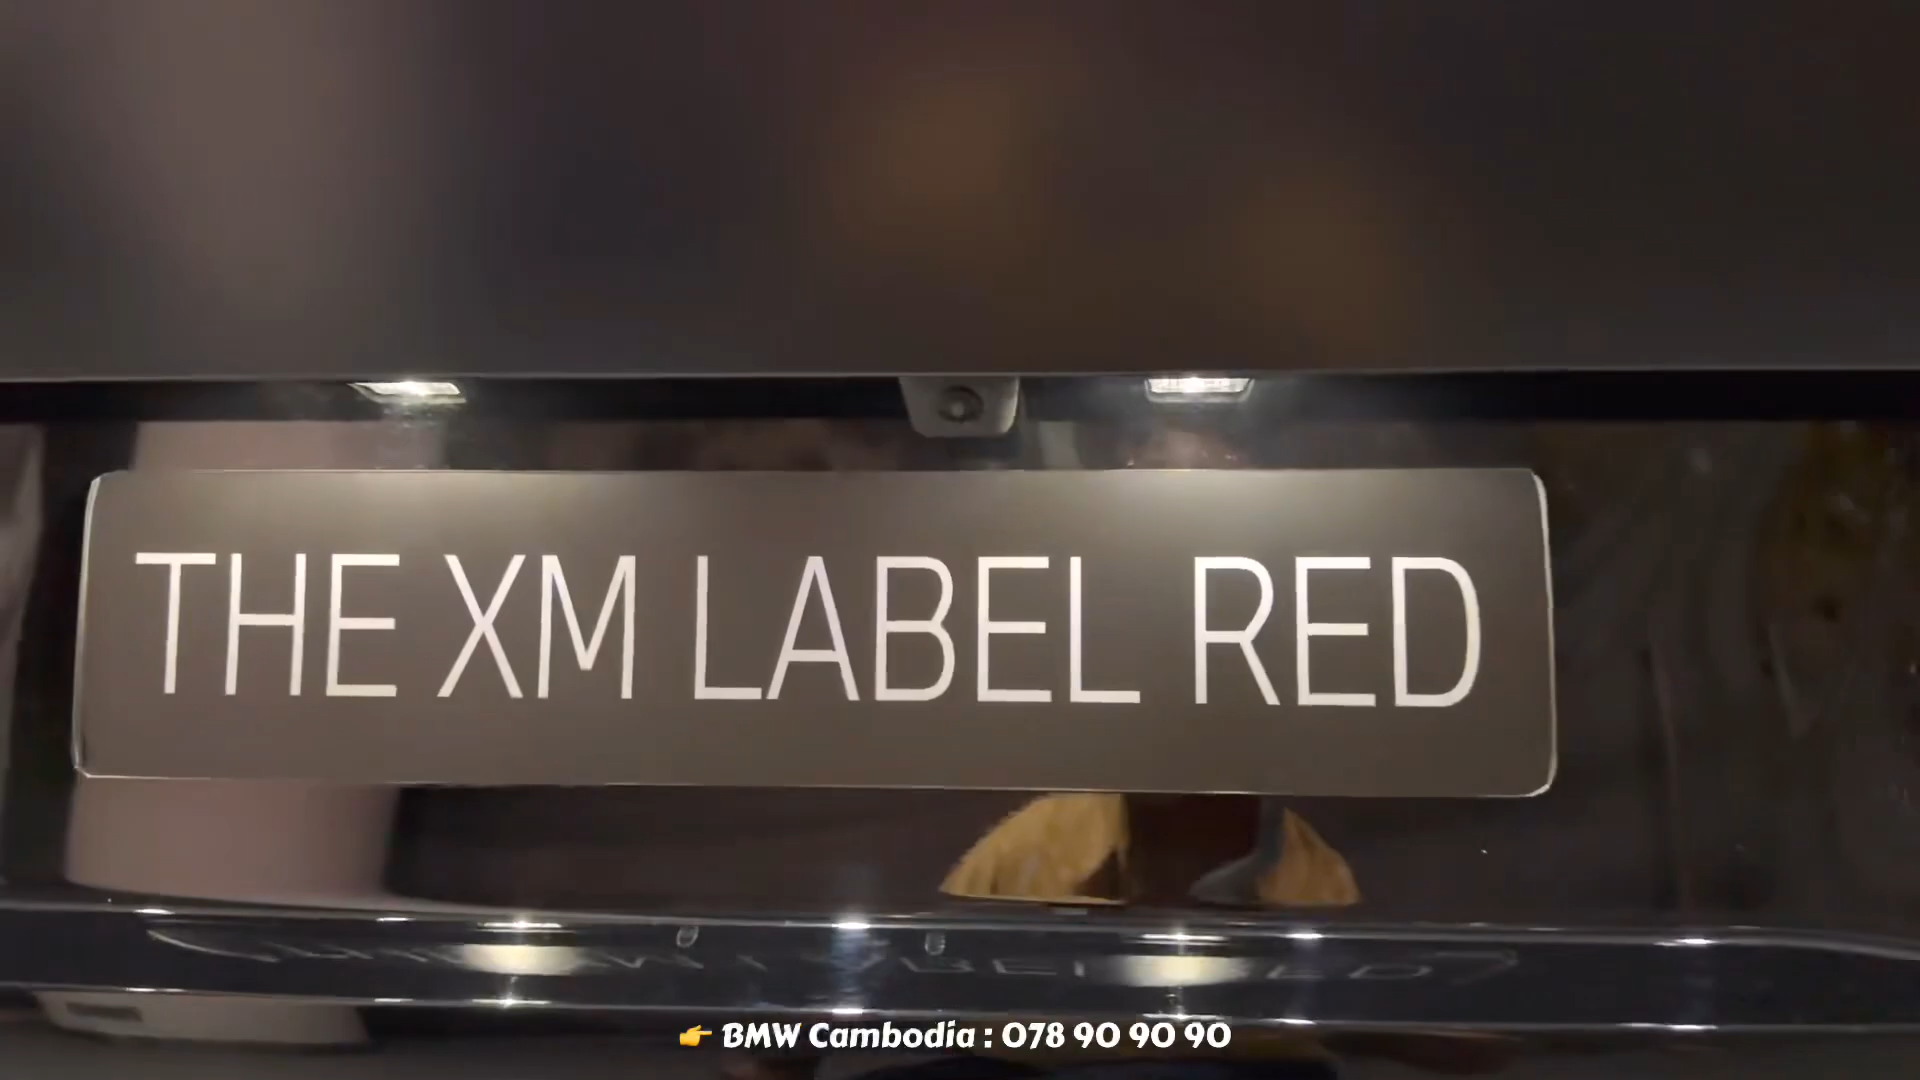 THE XM LABEL RED
👉 BMW Cambodia : 078 90 90 90